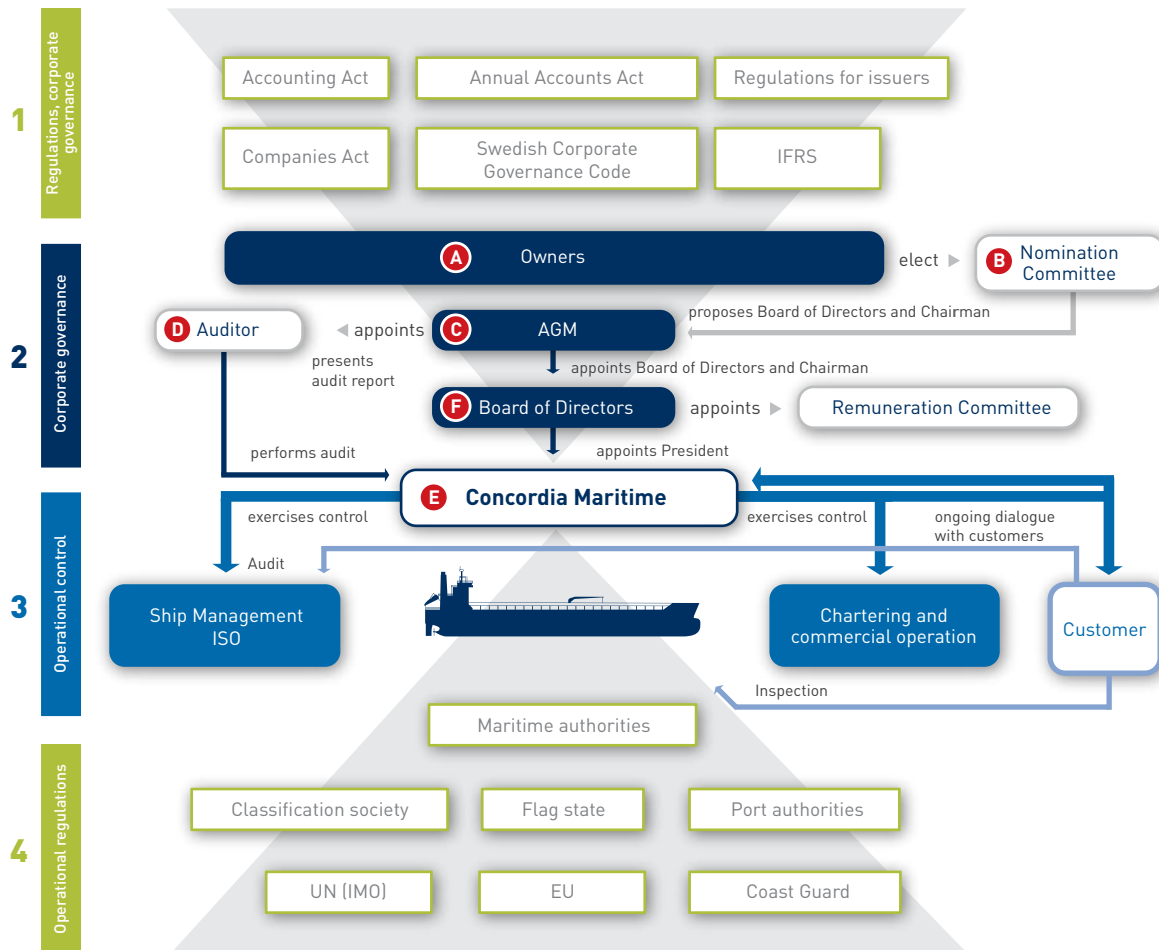 1
Regulations, corporate
governance
Accounting Act
Annual Accounts Act
Regulations for issuers
Companies Act
Swedish Corporate
Governance Code
IFRS
2
Corporate governance
A
Owners
elect
B
Nomination
Committee
proposes Board of Directors and Chairman
D
Auditor
appoints
C
AGM
presents
audit report
appoints Board of Directors and Chairman
F
Board of Directors
appoints
Remuneration Committee
performs audit
appoints President
3
Operational control
E
Concordia Maritime
exercises control
exercises control
ongoing dialogue
with customers
Audit
Ship Management
ISO
Chartering and
commercial operation
Customer
Inspection
4
Operational regulations
Maritime authorities
Classification society
Flag state
Port authorities
UN (IMO)
EU
Coast Guard